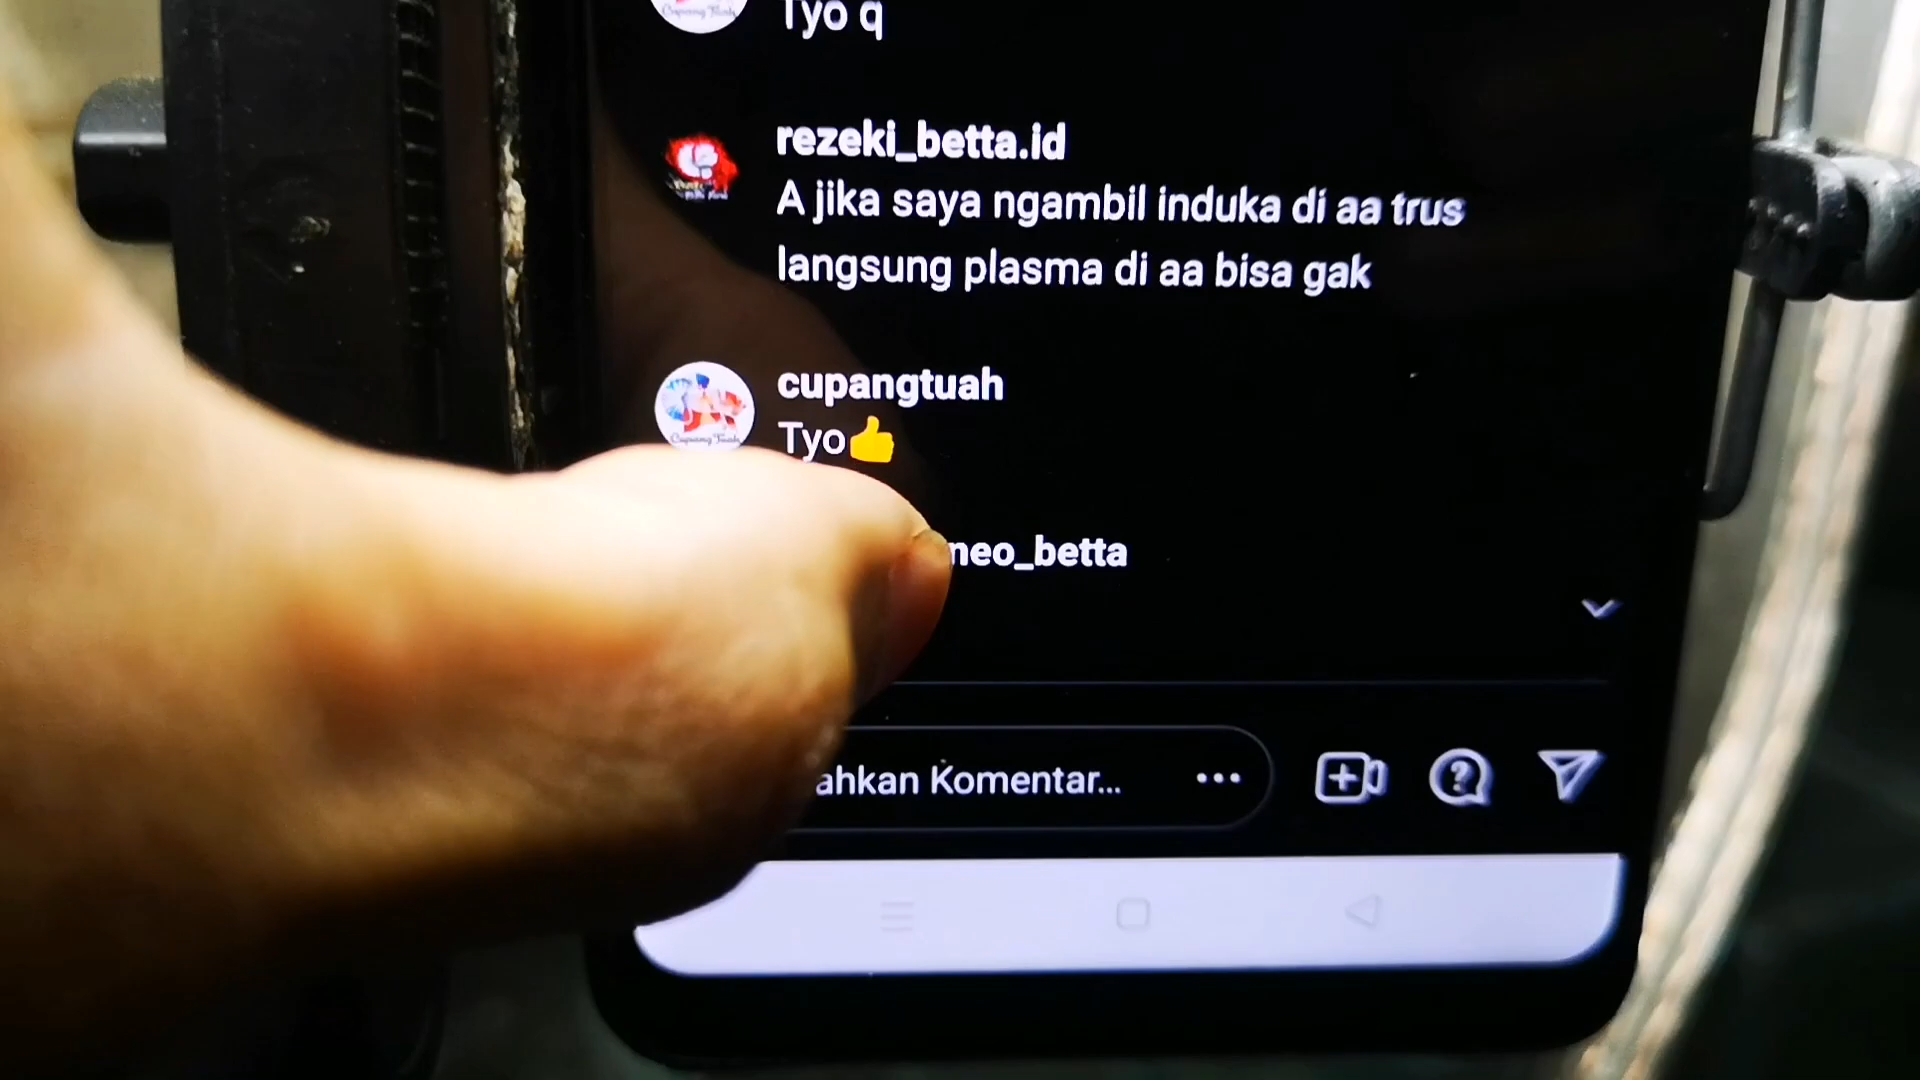 Tyo q
rezeki_betta.id
A jika saya ngambil induka di aa trus
langsung plasma di aa bisa gak
cupangtuah
Tyo👍
neo_betta
ahkan Komentar...